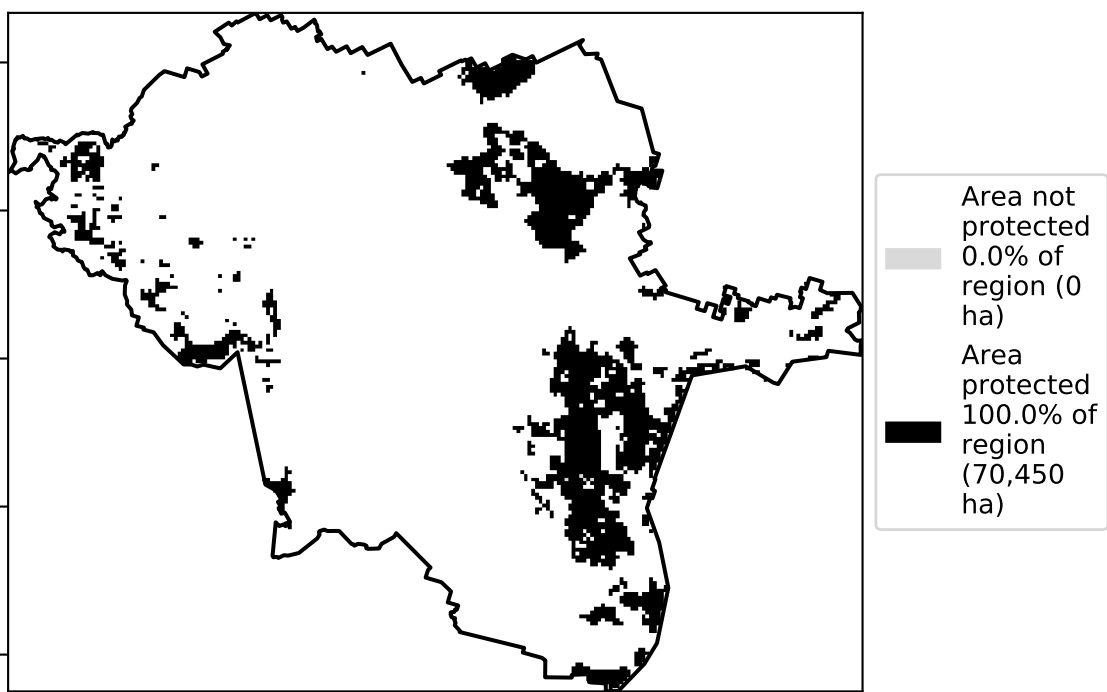 Area not
protected
0.0% of
region (0
ha)
Area
protected
100.0% of
region
(70,450
ha)